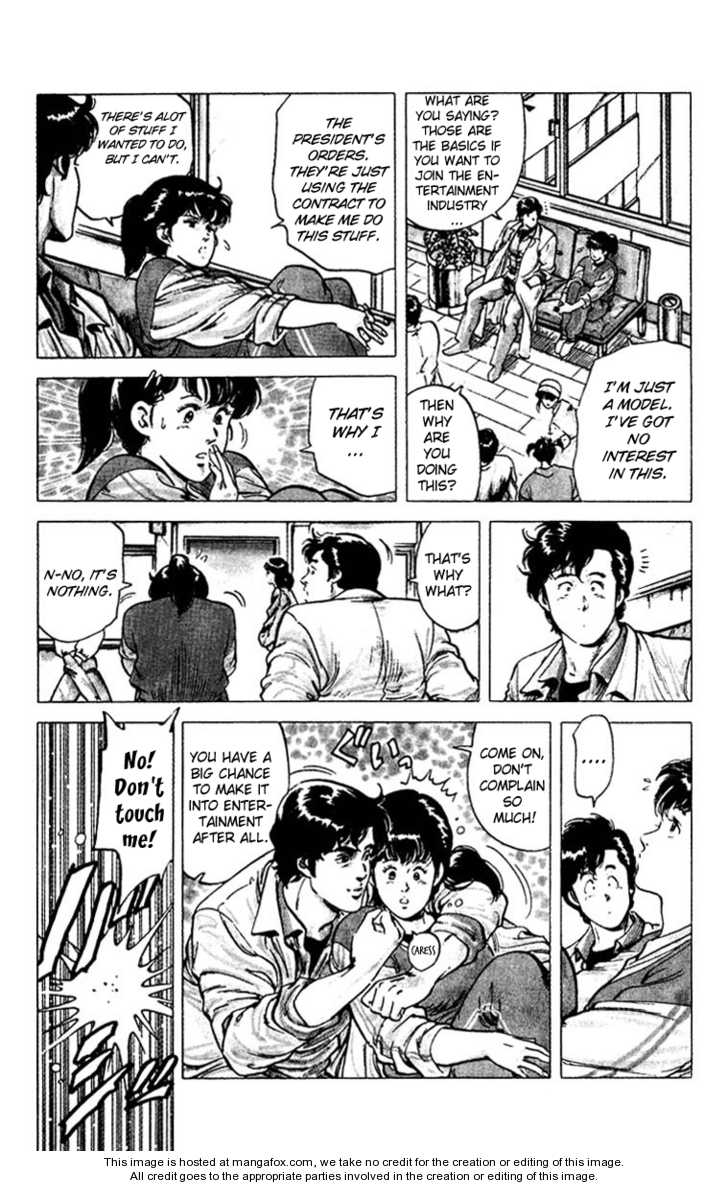 WHAT ARE
YOU SAYING?
THOSE ARE
THE BASICS IF
YOU WANT TO
JOIN THE EN-
TERTAINMENT
INDUSTRY
...
I'M JUST
A MODEL.
I'VE GOT
NO
INTEREST
IN THIS.
THEN
WHY
ARE
YOU
DOING
THIS?
THE
PRESIDENT'S
ORDERS.
THEY'RE JUST
USING THE
CONTRACT TO
MAKE ME DO
THIS STUFF.
THERE'S ALOT
OF STUFF I
WANTED TO DO,
BUT I CAN'T.
THAT'S
WHY I
...
THAT'S
WHY
WHAT?
N-NO, IT'S
NOTHING.
....
COME ON,
DON'T
COMPLAIN
SO
MUCH!
ぐいっ
YOU HAVE A
BIG CHANCE
TO MAKE IT
INTO ENTER-
TAINMENT
AFTER ALL.
CARESS
No!
Don't
touch
me!
This image is hosted at mangafox.com, we take no credit for the creation or editing of this image.
All credit goes to the appropriate parties involved in the creation or editing of this image.